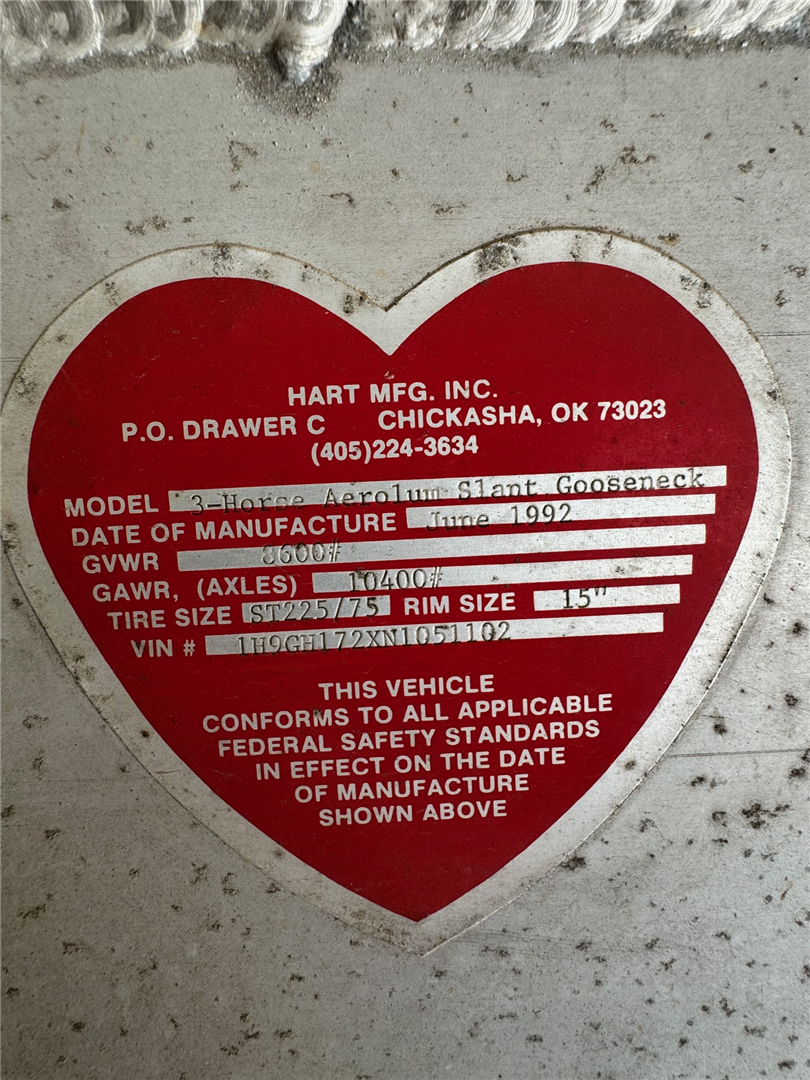 HART MFG. INC.
P.O. DRAWER C CHICKASHA, OK 73023
(405)224-3634
MODEL 3-Horse Aerolum Slant Gooseneck
DATE OF MANUFACTURE June 1992
GVWR 8600#
GAWR, (AXLES) 10400#
TIRE SIZE ST225/75 RIM SIZE 15"
VIN # 1H9GH172XN1051102
THIS VEHICLE
CONFORMS TO ALL APPLICABLE
FEDERAL SAFETY STANDARDS
IN EFFECT ON THE DATE
OF MANUFACTURE
SHOWN ABOVE